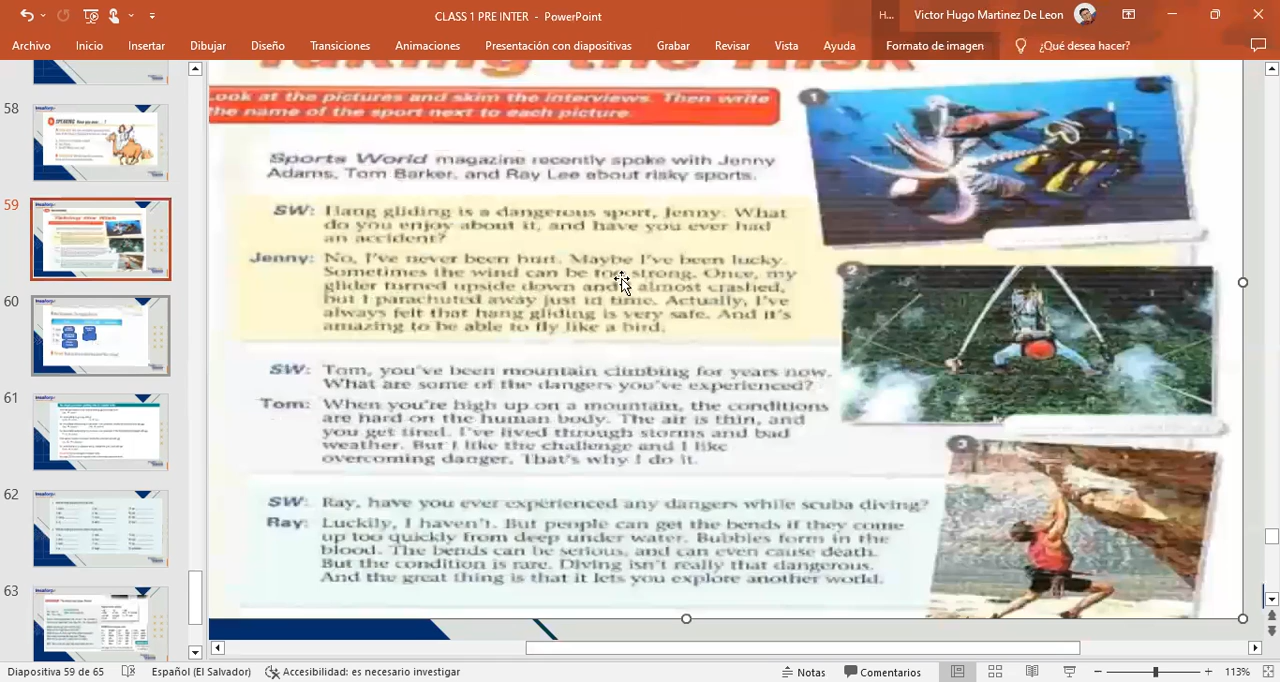 CLASS 1 PRE INTER - PowerPoint
H...
Victor Hugo Martinez De Leon
Archivo Inicio Insertar Dibujar Diseño Transiciones Animaciones Presentación con diapositivas Grabar Revisar Vista Ayuda Formato de imagen ¿Qué desea hacer?
58
59
60
61
62
63
Taking the Risk
Look at the pictures and skim the interviews. Then write
the name of the sport next to each picture.
Sports World magazine recently spoke with Jenny
Adams, Tom Barker, and Ray Lee about risky sports.
SW: Hang gliding is a dangerous sport, Jenny. What
do you enjoy about it, and have you ever had
an accident?
Jenny: No, I've never been hurt. Maybe I've been lucky.
Sometimes the wind can be too strong. Once, my
glider turned upside down and I almost crashed,
but I parachuted away just in time. Actually, I've
always felt that hang gliding is very safe. And it's
amazing to be able to fly like a bird.
SW: Tom, you've been mountain climbing for years now.
What are some of the dangers you've experienced?
Tom: When you're high up on a mountain, the conditions
are hard on the human body. The air is thin, and
you get tired. I've lived through storms and bad
weather. But I like the challenge and I like
overcoming danger. That's why I do it.
SW: Ray, have you ever experienced any dangers while scuba diving?
Ray: Luckily, I haven't. But people can get the bends if they come
up too quickly from deep under water. Bubbles form in the
blood. The bends can be serious, and can even cause death.
But the condition is rare. Diving isn't really that dangerous.
And the great thing is that it lets you explore another world.
1
2
3
Diapositiva 59 de 65 Español (El Salvador) Accesibilidad: es necesario investigar Notas Comentarios 113%